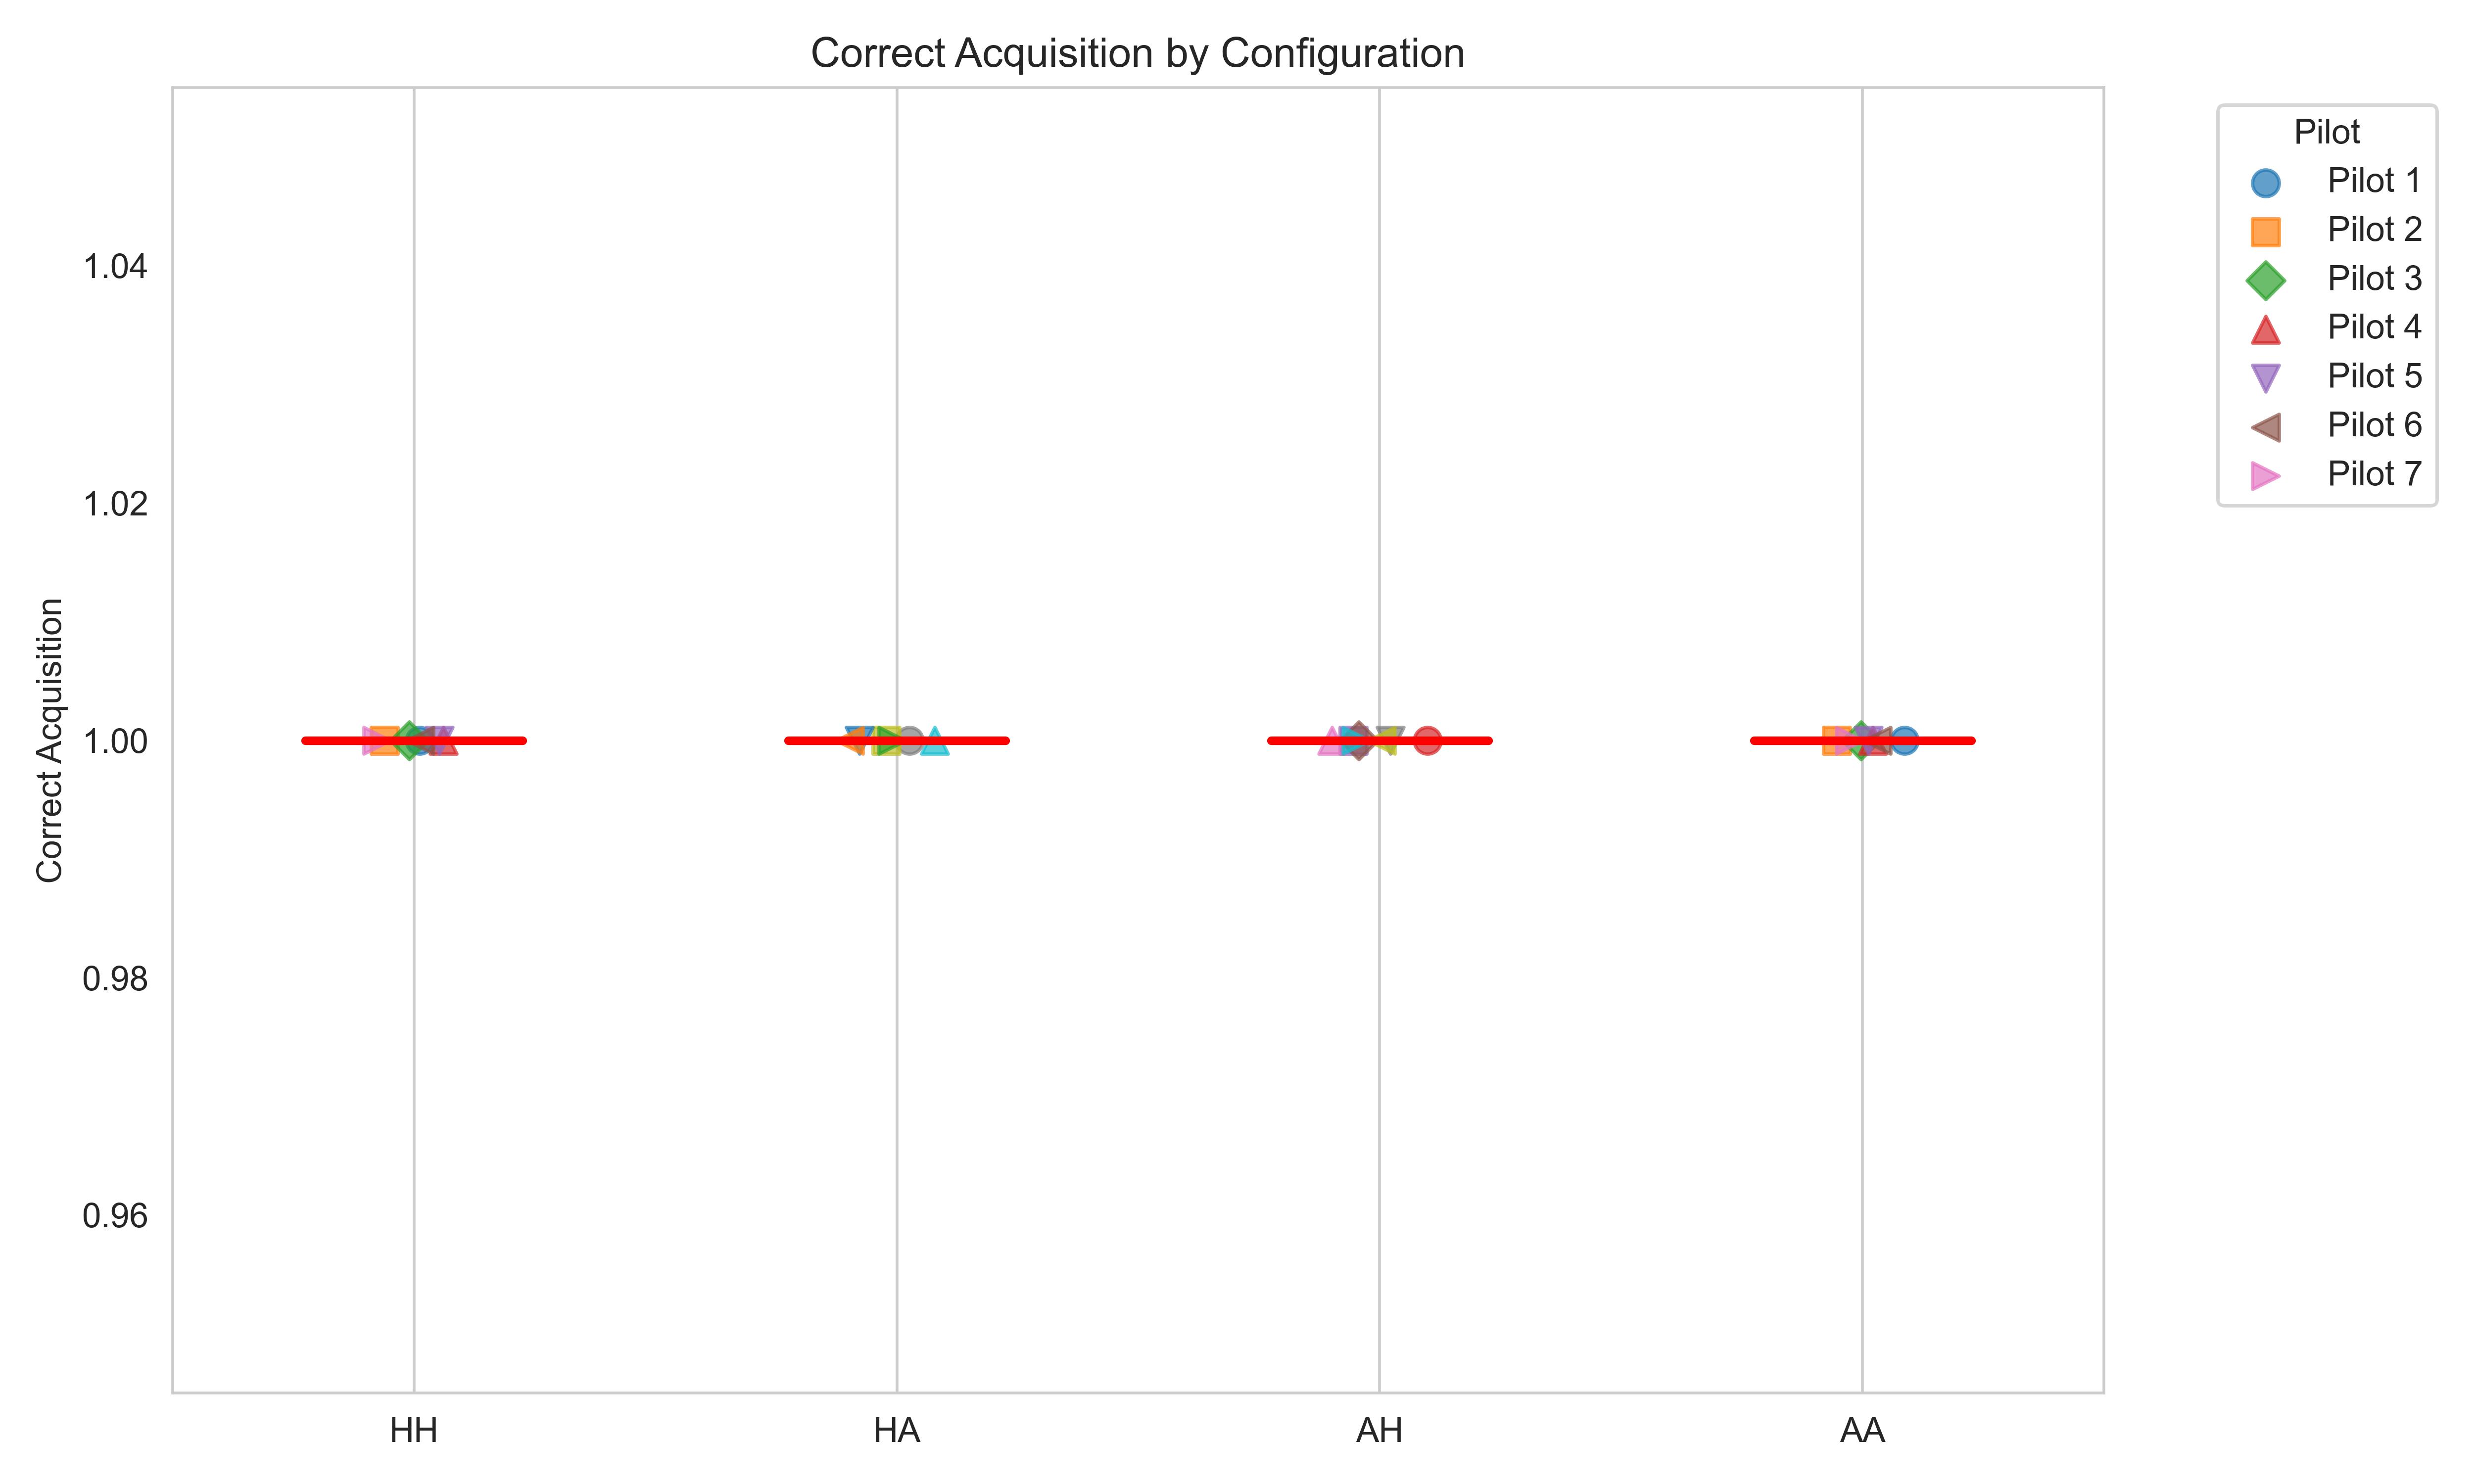 Correct Acquisition by Configuration
Correct Acquisition
1.04
1.02
1.00
0.98
0.96
HH
HA
AH
AA
Pilot
Pilot 1
Pilot 2
Pilot 3
Pilot 4
Pilot 5
Pilot 6
Pilot 7